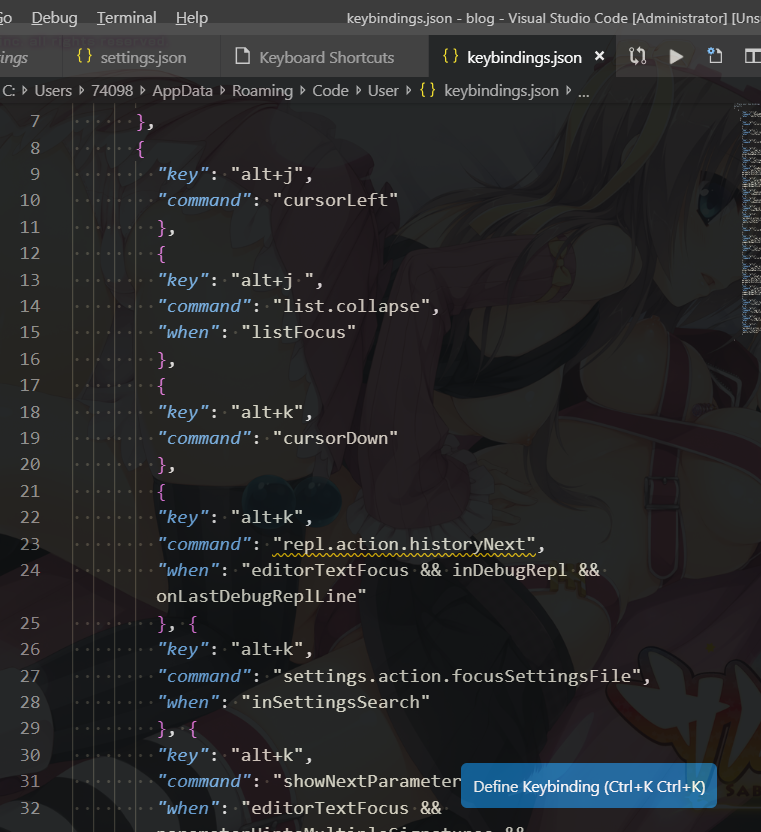 Go Debug Terminal Help keybindings.json - blog - Visual Studio Code [Administrator] [Uns
ings settings.json Keyboard Shortcuts keybindings.json ×
C: Users 74098 AppData Roaming Code User {} keybindings.json ...
7 },
8 {
9 "key": "alt+j",
10 "command": "cursorLeft"
11 },
12 {
13 "key": "alt+j ",
14 "command": "list.collapse",
15 "when": "listFocus"
16 },
17 {
18 "key": "alt+k",
19 "command": "cursorDown"
20 },
21 {
22 "key": "alt+k",
23 "command": "repl.action.historyNext",
24 "when": "editorTextFocus && inDebugRepl &&
onLastDebugReplLine"
25 }, {
26 "key": "alt+k",
27 "command": "settings.action.focusSettingsFile",
28 "when": "inSettingsSearch"
29 }, {
30 "key": "alt+k",
31 "command": "showNextParameter
Define Keybinding (Ctrl+K Ctrl+K)
32 "when": "editorTextFocus &&